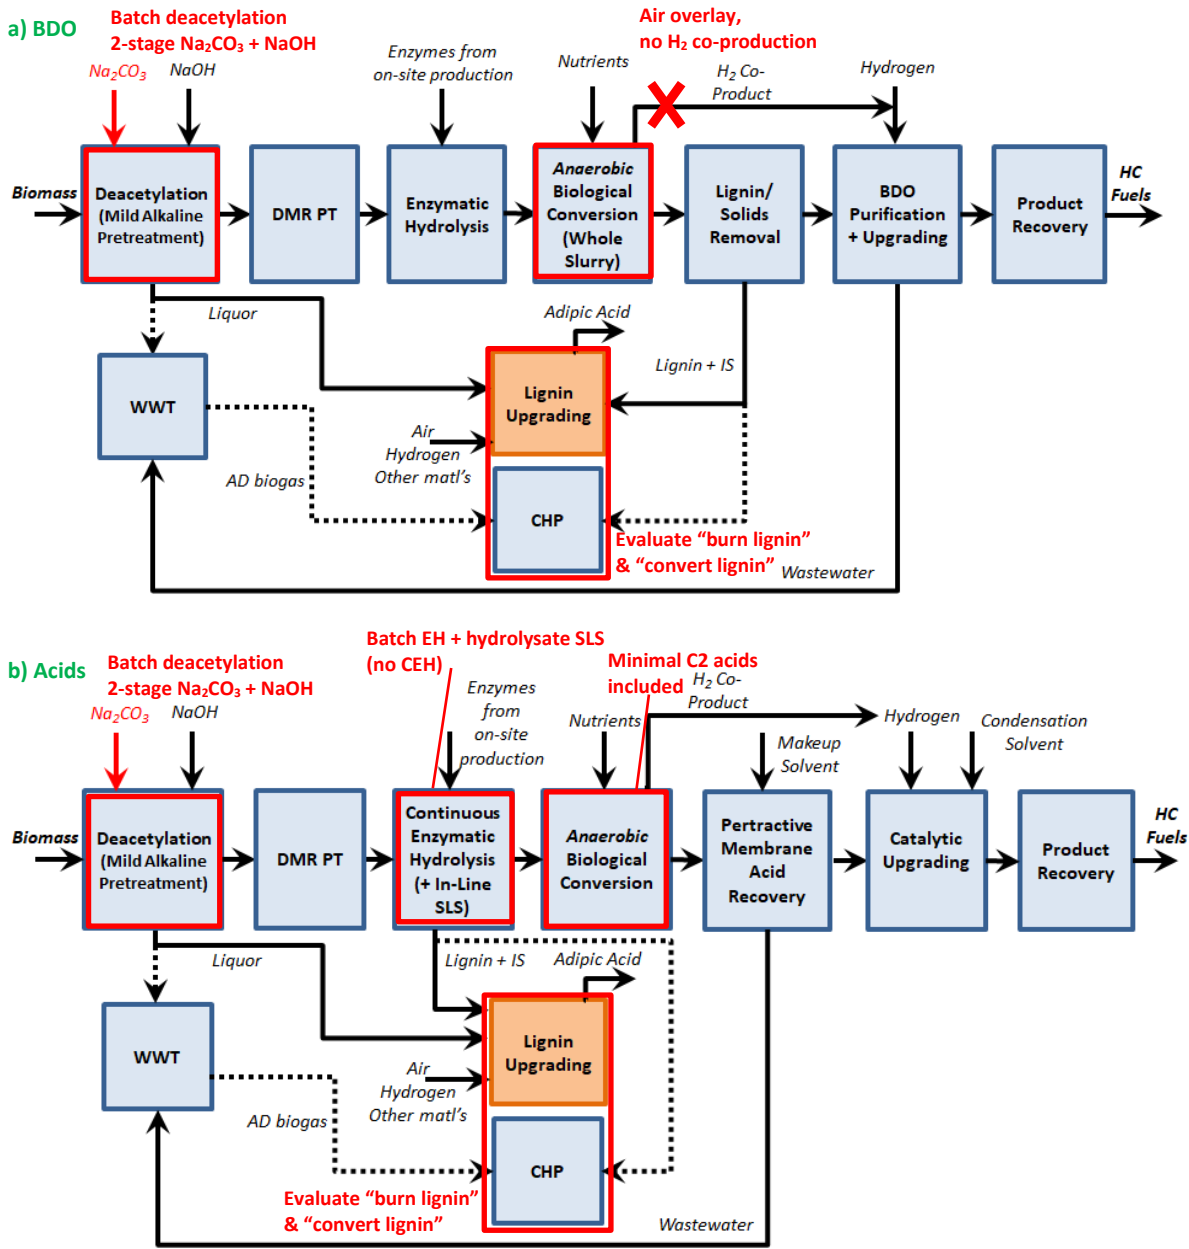 a) BDO
Batch deacetylation
2-stage Na₂CO₃ + NaOH
Air overlay,
no H₂ co-production
Na₂CO₃
NaOH
Enzymes from
on-site production
Nutrients
H₂ Co-
Product
Hydrogen
Biomass
Deacetylation
(Mild Alkaline
Pretreatment)
DMR PT
Enzymatic
Hydrolysis
Anaerobic
Biological
Conversion
(Whole
Slurry)
Lignin/
Solids
Removal
BDO
Purification
+ Upgrading
Product
Recovery
HC
Fuels
Liquor
Adipic Acid
Lignin + IS
WWT
Lignin
Upgrading
Air
Hydrogen
Other matl's
AD biogas
CHP
Evaluate “burn lignin”
& “convert lignin”
Wastewater
b) Acids
Batch deacetylation
2-stage Na₂CO₃ + NaOH
Batch EH + hydrolysate SLS
(no CEH)
Minimal C2 acids
included
Na₂CO₃
NaOH
Enzymes
from
on-site
production
Nutrients
H₂ Co-
Product
Hydrogen
Condensation
Solvent
Makeup
Solvent
Biomass
Deacetylation
(Mild Alkaline
Pretreatment)
DMR PT
Continuous
Enzymatic
Hydrolysis
(+ In-Line
SLS)
Anaerobic
Biological
Conversion
Pertractive
Membrane
Acid
Recovery
Catalytic
Upgrading
Product
Recovery
HC
Fuels
Liquor
Lignin + IS
Adipic Acid
WWT
Lignin
Upgrading
Air
Hydrogen
Other matl's
AD biogas
CHP
Evaluate “burn lignin”
& “convert lignin”
Wastewater